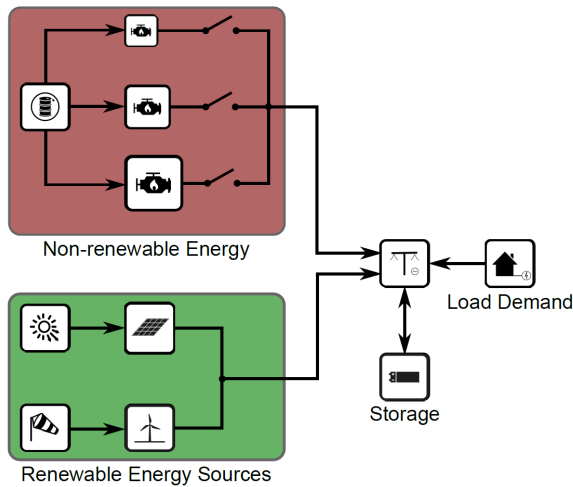 Non-renewable Energy
Load Demand
Storage
Renewable Energy Sources